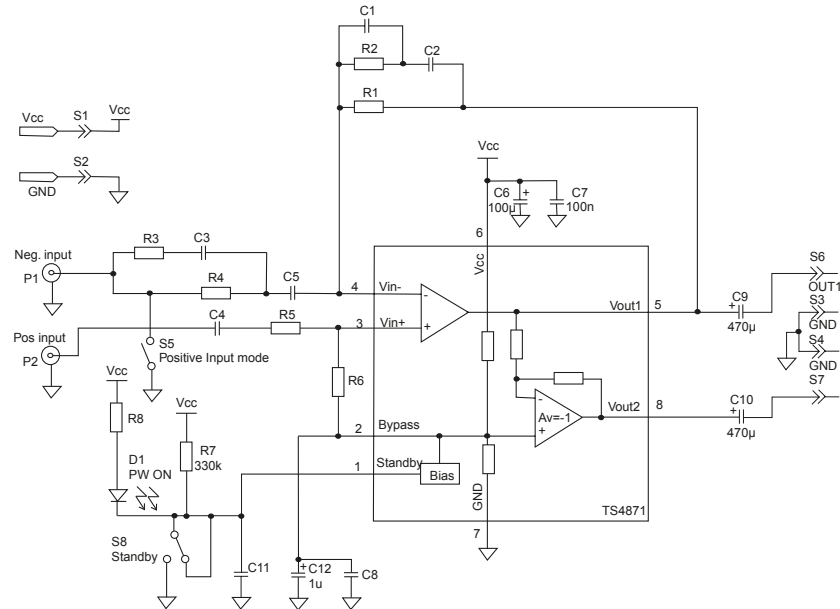 C1
R2
C2
R1
Vcc
S1
Vcc
S2
GND
Vcc
C6
+
100µ
C7
100n
6
Vcc
Neg. input
P1
R3
C3
R4
C5
4
Vin-
-
Vout1
5
S6
OUT1
C9
+
470µ
S3
GND
S4
GND
Pos input
P2
C4
R5
3
Vin+
+
S5
Positive Input mode
R6
Vcc
R8
Vcc
R7
330k
D1
PW ON
2
Bypass
-
Av=-1
+
Vout2
8
C10
+
470µ
S7
1
Standby
Bias
GND
TS4871
7
S8
Standby
C11
+
C12
1u
C8